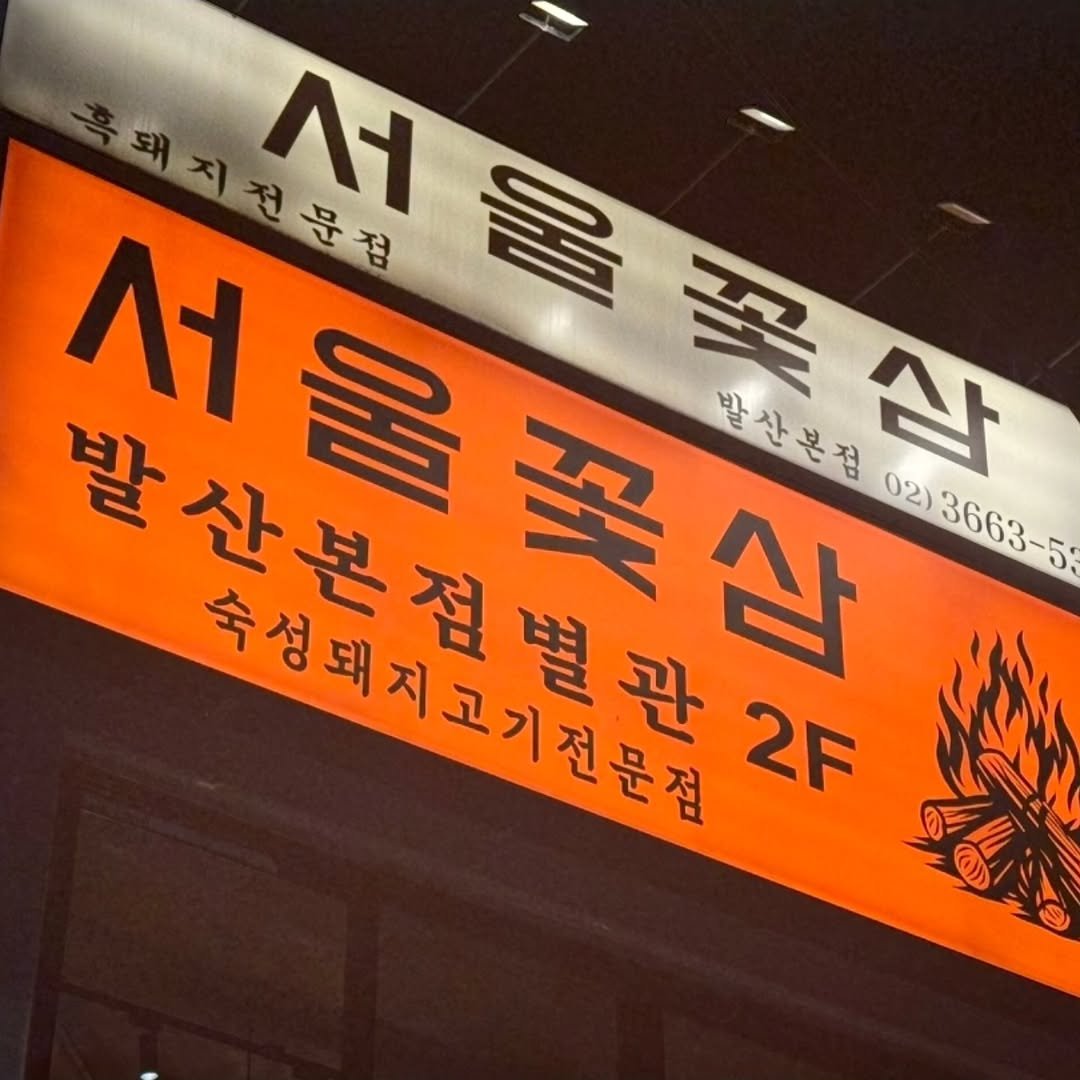 서울꽃삼
흑돼지전문점
발산본점 02) 3663-53
서울꽃삼
발산본점별관 2F
숙성돼지고기전문점